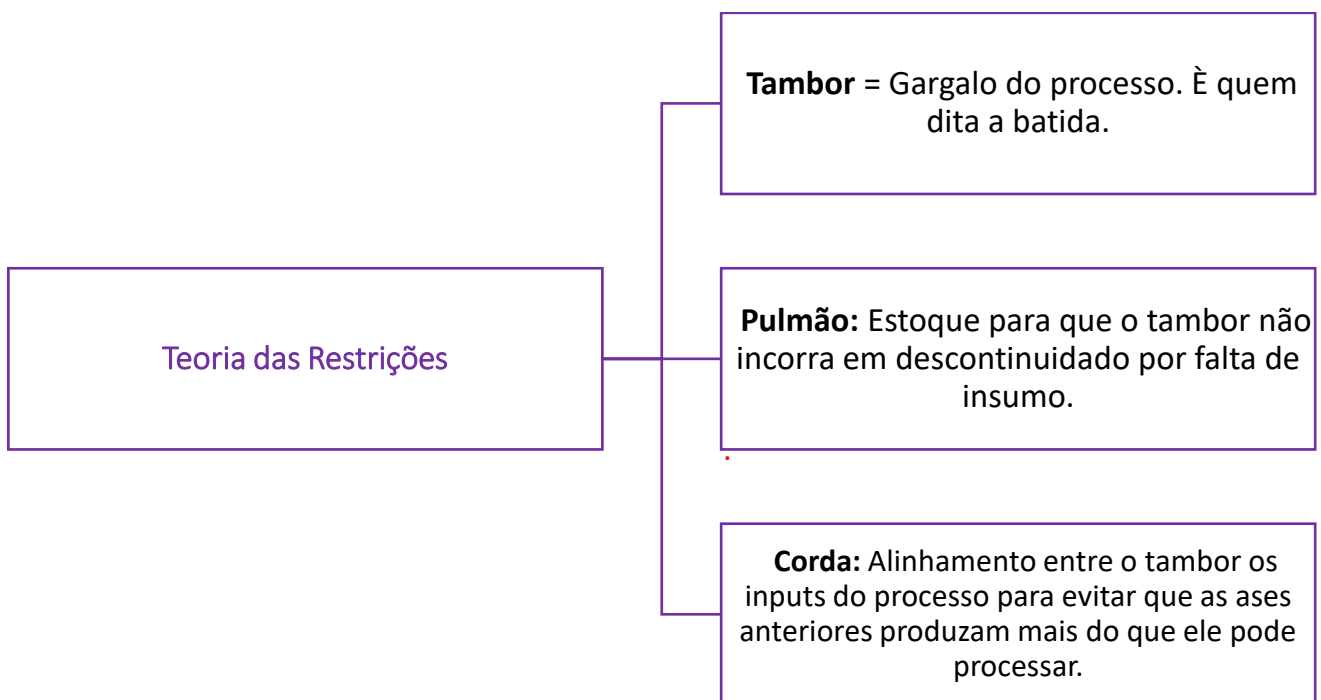 Tambor = Gargalo do processo. È quem
dita a batida.
Teoria das Restrições
Pulmão: Estoque para que o tambor não
incorra em descontinuidado por falta de
insumo.
Corda: Alinhamento entre o tambor os
inputs do processo para evitar que as ases
anteriores produzam mais do que ele pode
processar.